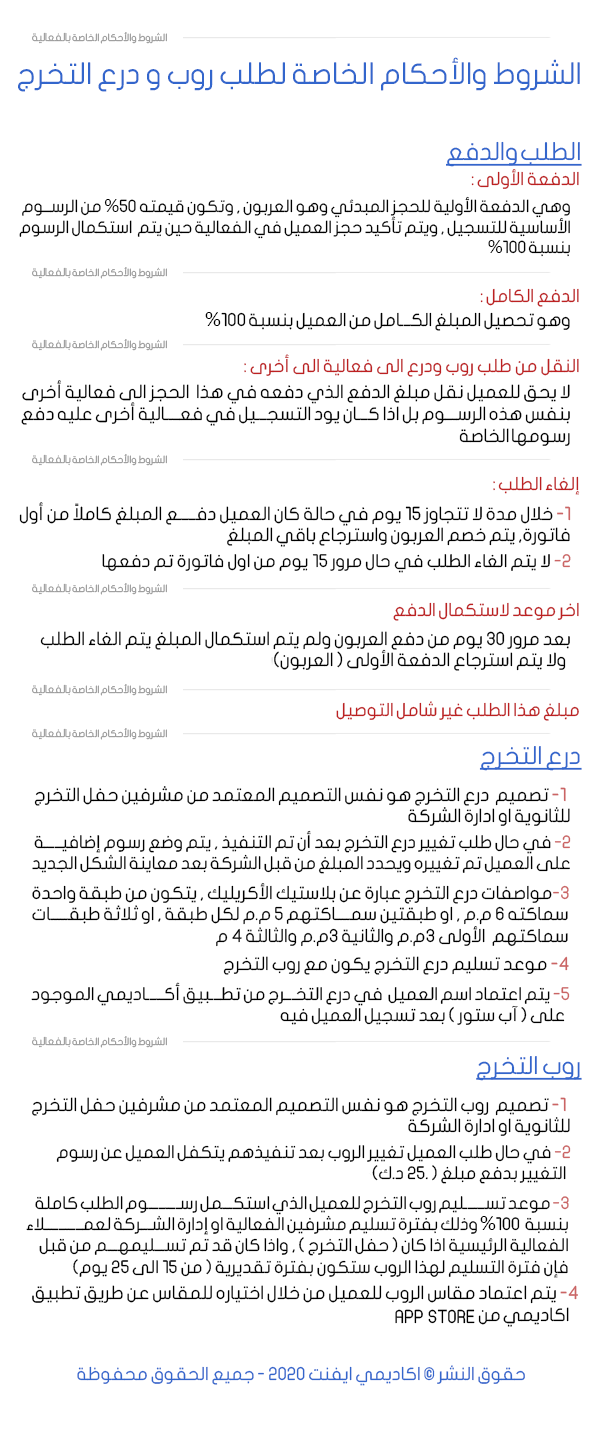 الشروط والأحكام الخاصة بالفعالية
الشروط والأحكام الخاصة لطلب روب و درع التخرج
الطلب والدفع
الدفعة الأولى :
وهي الدفعة الأولية للحجز المبدئي وهو العربون , وتكون قيمته 50% من الرســوم
الأساسية للتسجيل , ويتم تأكيد حجز العميل في الفعالية حين يتم استكمال الرسوم
بنسبة 100%
الشروط والأحكام الخاصة بالفعالية
الدفع الكامل :
وهو تحصيل المبلغ الكــامل من العميل بنسبة 100%
الشروط والأحكام الخاصة بالفعالية
النقل من طلب روب ودرع الى فعالية الى أخرى :
لا يحق للعميل نقل مبلغ الدفع الذي دفعه في هذا الحجز الى فعالية أخرى
بنفس هذه الرســوم بل اذا كــان يود التسجــيل في فعــالية أخرى عليه دفع
رسومها الخاصة
الشروط والأحكام الخاصة بالفعالية
إلغاء الطلب :
1- خلال مدة لا تتجاوز 15 يوم في حالة كان العميل دفـــع المبلغ كاملاً من أول
فاتورة, يتم خصم العربون واسترجاع باقي المبلغ
2- لا يتم الغاء الطلب في حال مرور 15 يوم من اول فاتورة تم دفعها
الشروط والأحكام الخاصة بالفعالية
اخر موعد لاستكمال الدفع
بعد مرور 30 يوم من دفع العربون ولم يتم استكمال المبلغ يتم الغاء الطلب
ولا يتم استرجاع الدفعة الأولى ( العربون)
الشروط والأحكام الخاصة بالفعالية
مبلغ هذا الطلب غير شامل التوصيل
الشروط والأحكام الخاصة بالفعالية
درع التخرج
1- تصميم درع التخرج هو نفس التصميم المعتمد من مشرفين حفل التخرج
للثانوية او ادارة الشركة
2- في حال طلب تغيير درع التخرج بعد أن تم التنفيذ , يتم وضع رسوم إضافيـــة
على العميل تم تغييره ويحدد المبلغ من قبل الشركة بعد معاينة الشكل الجديد
3-مواصفات درع التخرج عبارة عن بلاستيك الأكريليك , يتكون من طبقة واحدة
سماكته 6 م.م , او طبقتين سمــاكتهم 5 م.م لكل طبقة , او ثلاثة طبقـــات
سماكتهم الأولى 3م.م والثانية 3م.م والثالثة 4 م
4- موعد تسليم درع التخرج يكون مع روب التخرج
5- يتم اعتماد اسم العميل في درع التخــرج من تطــبيق أكـــاديمي الموجود
على ( آب ستور ) بعد تسجيل العميل فيه
الشروط والأحكام الخاصة بالفعالية
روب التخرج
1- تصميم روب التخرج هو نفس التصميم المعتمد من مشرفين حفل التخرج
للثانوية او ادارة الشركة
2- في حال طلب العميل تغيير الروب بعد تنفيذهم يتكفل العميل عن رسوم
التغيير بدفع مبلغ ( .25 د.ك)
3- موعد تســـليم روب التخرج للعميل الذي استكــمل رســــــوم الطلب كاملة
بنسبة 100% وذلك بفترة تسليم مشرفين الفعالية او إدارة الشــركة لعمــــــــلاء
الفعالية الرئيسية اذا كان ( حفل التخرج ) , واذا كان قد تم تســليمهــم من قبل
فإن فترة التسليم لهذا الروب ستكون بفترة تقديرية ( من 15 الى 25 يوم)
4- يتم اعتماد مقاس الروب للعميل من خلال اختياره للمقاس عن طريق تطبيق
اكاديمي من APP STORE
حقوق النشر © اكاديمي ايفنت 2020 - جميع الحقوق محفوظة